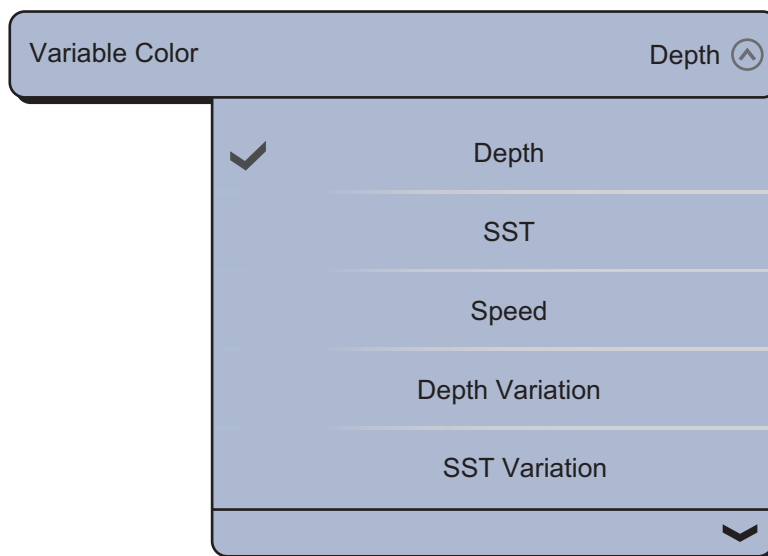 Variable Color Depth
Depth
SST
Speed
Depth Variation
SST Variation